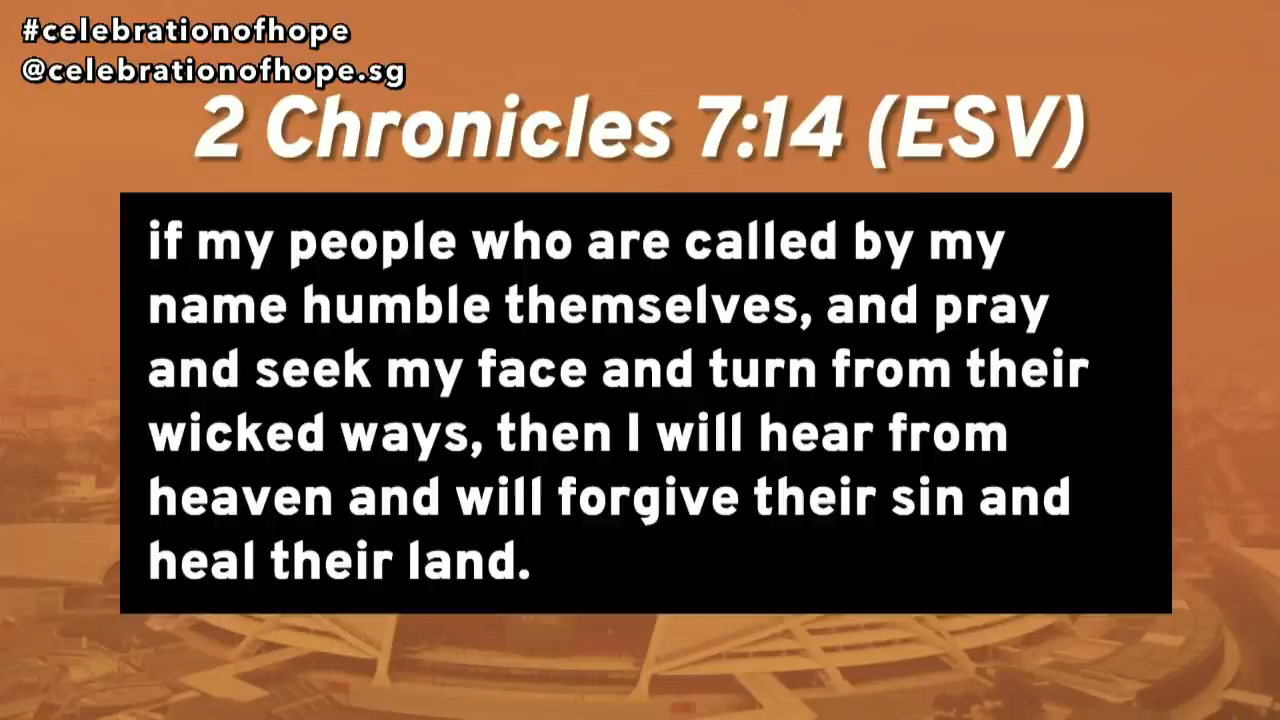 #celebrationofhope
@celebrationofhope.sg
2 Chronicles 7:14 (ESV)
if my people who are called by my
name humble themselves, and pray
and seek my face and turn from their
wicked ways, then I will hear from
heaven and will forgive their sin and
heal their land.